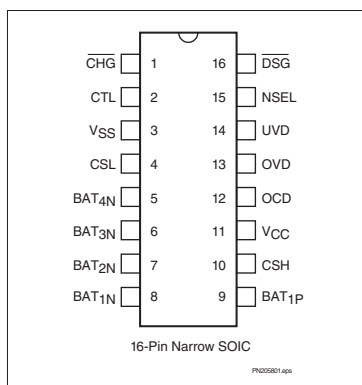 CHG 1 16 DSG
CTL 2 15 NSEL
VSS 3 14 UVD
CSL 4 13 OVD
BAT4N 5 12 OCD
BAT3N 6 11 VCC
BAT2N 7 10 CSH
BAT1N 8 9 BAT1P
16-Pin Narrow SOIC
PN205801.eps